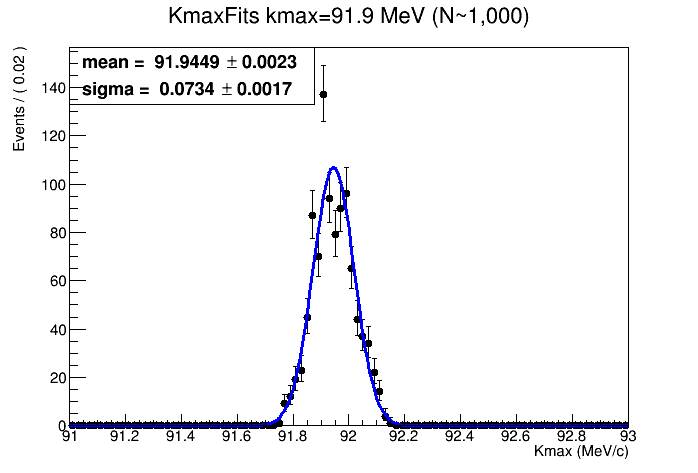 KmaxFits kmax=91.9 MeV (N~1,000)
mean = 91.9449 ± 0.0023
sigma = 0.0734 ± 0.0017
Events / ( 0.02 )
140
120
100
80
60
40
20
0
91 91.2 91.4 91.6 91.8 92 92.2 92.4 92.6 92.8 93
Kmax (MeV/c)